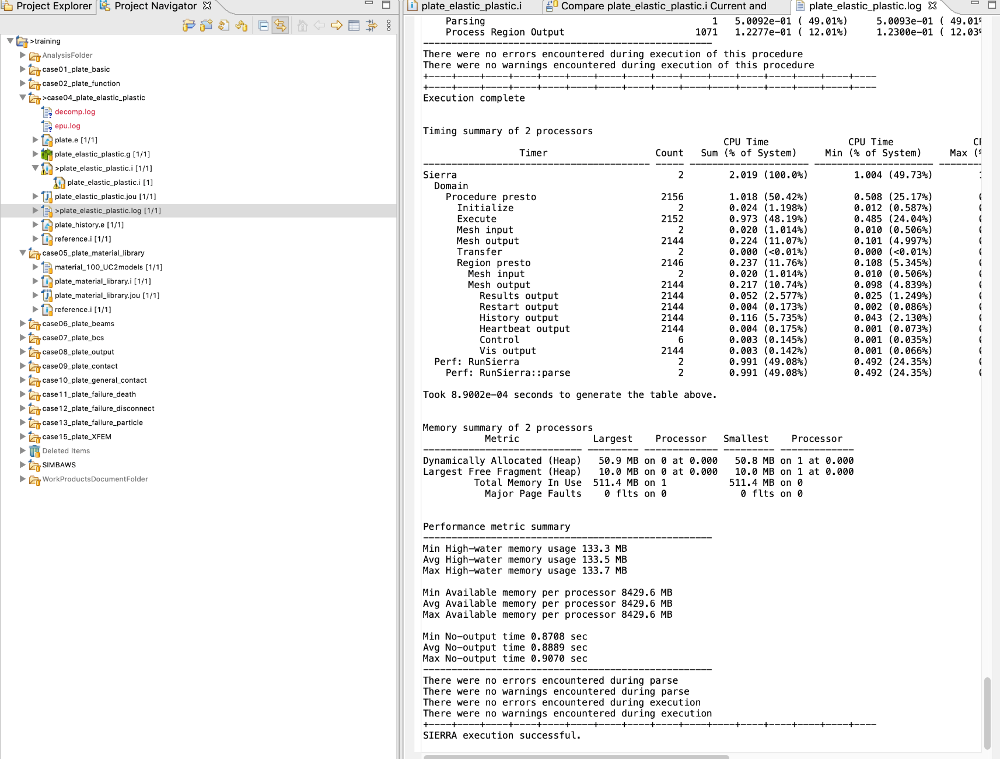 Project Explorer
Project Navigator
>training
AnalysisFolder
case01_plate_basic
case02_plate_function
>case04_plate_elastic_plastic
decomp.log
epu.log
plate.e [1/1]
plate_elastic_plastic.g [1/1]
>plate_elastic_plastic.i [1/1]
plate_elastic_plastic.i [1]
plate_elastic_plastic.jou [1/1]
>plate_elastic_plastic.log [1/1]
plate_history.e [1/1]
reference.i [1/1]
case05_plate_material_library
material_100_UC2models [1/1]
plate_material_library.i [1/1]
plate_material_library.jou [1/1]
reference.i [1/1]
case06_plate_beams
case07_plate_bcs
case08_plate_output
case09_plate_contact
case10_plate_general_contact
case11_plate_failure_death
case12_plate_failure_disconnect
case13_plate_failure_particle
case15_plate_XFEM
Deleted Items
SIMBAWS
WorkProductsDocumentFolder
plate_elastic_plastic.i
Compare plate_elastic_plastic.i Current and
plate_elastic_plastic.log
Parsing 1 5.0092e-01 ( 49.01%) 5.0093e-01 ( 49.01%
Process Region Output 1071 1.2277e-01 ( 12.01%) 1.2300e-01 ( 12.03%
---------------------------------------------------
There were no errors encountered during execution of this procedure
There were no warnings encountered during execution of this procedure
+----+----+----+----+----+----+----+----+----+----+----+----+----+----+----+----
+----+----+----+----+----+----+----+----+----+----+----+----+----+----+----+----
Execution complete
Timing summary of 2 processors
CPU Time CPU Time
Timer Count Sum (% of System) Min (% of System) Max (%
---------------------------------------- ----- --------------------- --------------------- --------
Sierra 2 2.019 (100.0%) 1.004 (49.73%)
Domain
Procedure presto 2156 1.018 (50.42%) 0.508 (25.17%)
Initialize 2 0.024 (1.198%) 0.012 (0.587%)
Execute 2152 0.973 (48.19%) 0.485 (24.04%)
Mesh input 2 0.020 (1.014%) 0.010 (0.506%)
Mesh output 2144 0.224 (11.07%) 0.101 (4.997%)
Transfer 2 0.000 (<0.01%) 0.000 (<0.01%)
Region presto 2146 0.237 (11.76%) 0.108 (5.345%)
Mesh input 2 0.020 (1.014%) 0.010 (0.506%)
Mesh output 2144 0.217 (10.74%) 0.098 (4.839%)
Results output 2144 0.052 (2.577%) 0.025 (1.249%)
Restart output 2144 0.004 (0.173%) 0.002 (0.086%)
History output 2144 0.116 (5.735%) 0.043 (2.130%)
Heartbeat output 2144 0.004 (0.175%) 0.001 (0.073%)
Control 6 0.003 (0.145%) 0.001 (0.035%)
Vis output 2144 0.003 (0.142%) 0.001 (0.066%)
Perf: RunSierra 2 0.991 (49.08%) 0.492 (24.35%)
Perf: RunSierra::parse 2 0.991 (49.08%) 0.492 (24.35%)
Took 8.9002e-04 seconds to generate the table above.
Memory summary of 2 processors
Metric Largest Processor Smallest Processor
---------------------------- --------- ------------- --------- -------------
Dynamically Allocated (Heap) 50.9 MB on 0 at 0.000 50.8 MB on 1 at 0.000
Largest Free Fragment (Heap) 10.0 MB on 0 at 0.000 10.0 MB on 1 at 0.000
Total Memory In Use 511.4 MB on 1 511.4 MB on 0
Major Page Faults 0 flts on 0 0 flts on 0
Performance metric summary
---------------------------------------------------
Min High-water memory usage 133.3 MB
Avg High-water memory usage 133.5 MB
Max High-water memory usage 133.7 MB
Min Available memory per processor 8429.6 MB
Avg Available memory per processor 8429.6 MB
Max Available memory per processor 8429.6 MB
Min No-output time 0.8708 sec
Avg No-output time 0.8889 sec
Max No-output time 0.9070 sec
---------------------------------------------------
There were no errors encountered during parse
There were no warnings encountered during parse
There were no errors encountered during execution
There were no warnings encountered during execution
+----+----+----+----+----+----+----+----+----+----+----+----+----+----+----+----
SIERRA execution successful.